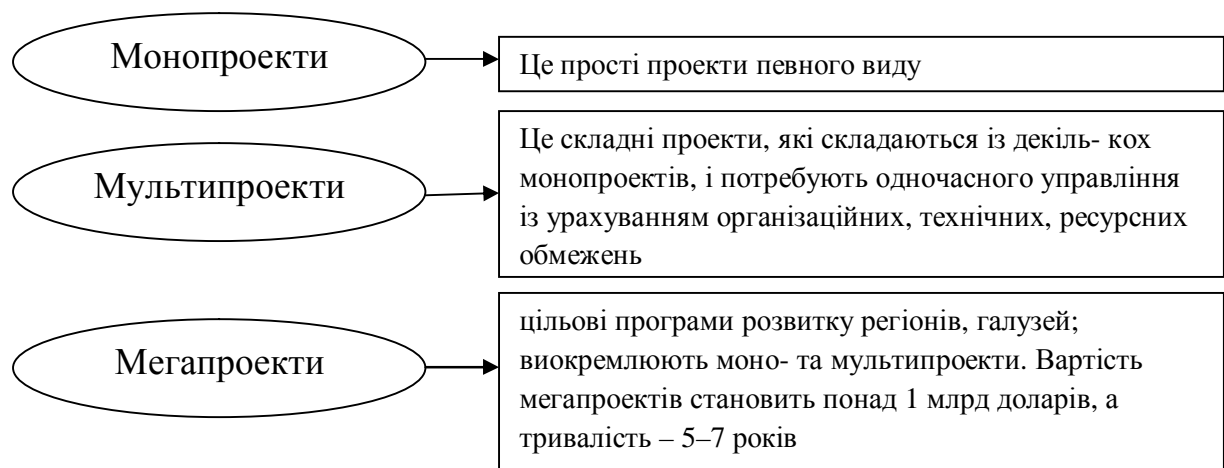 Монопроекти
Це прості проекти певного виду
Мультипроекти
Це складні проекти, які складаються із декіль- кох
монопроектів, і потребують одночасного управління
із урахуванням організаційних, технічних, ресурсних
обмежень
Мегапроекти
цільові програми розвитку регіонів, галузей;
виокремлюють моно- та мультипроекти. Вартість
мегапроектів становить понад 1 млрд доларів, а
тривалість – 5–7 років